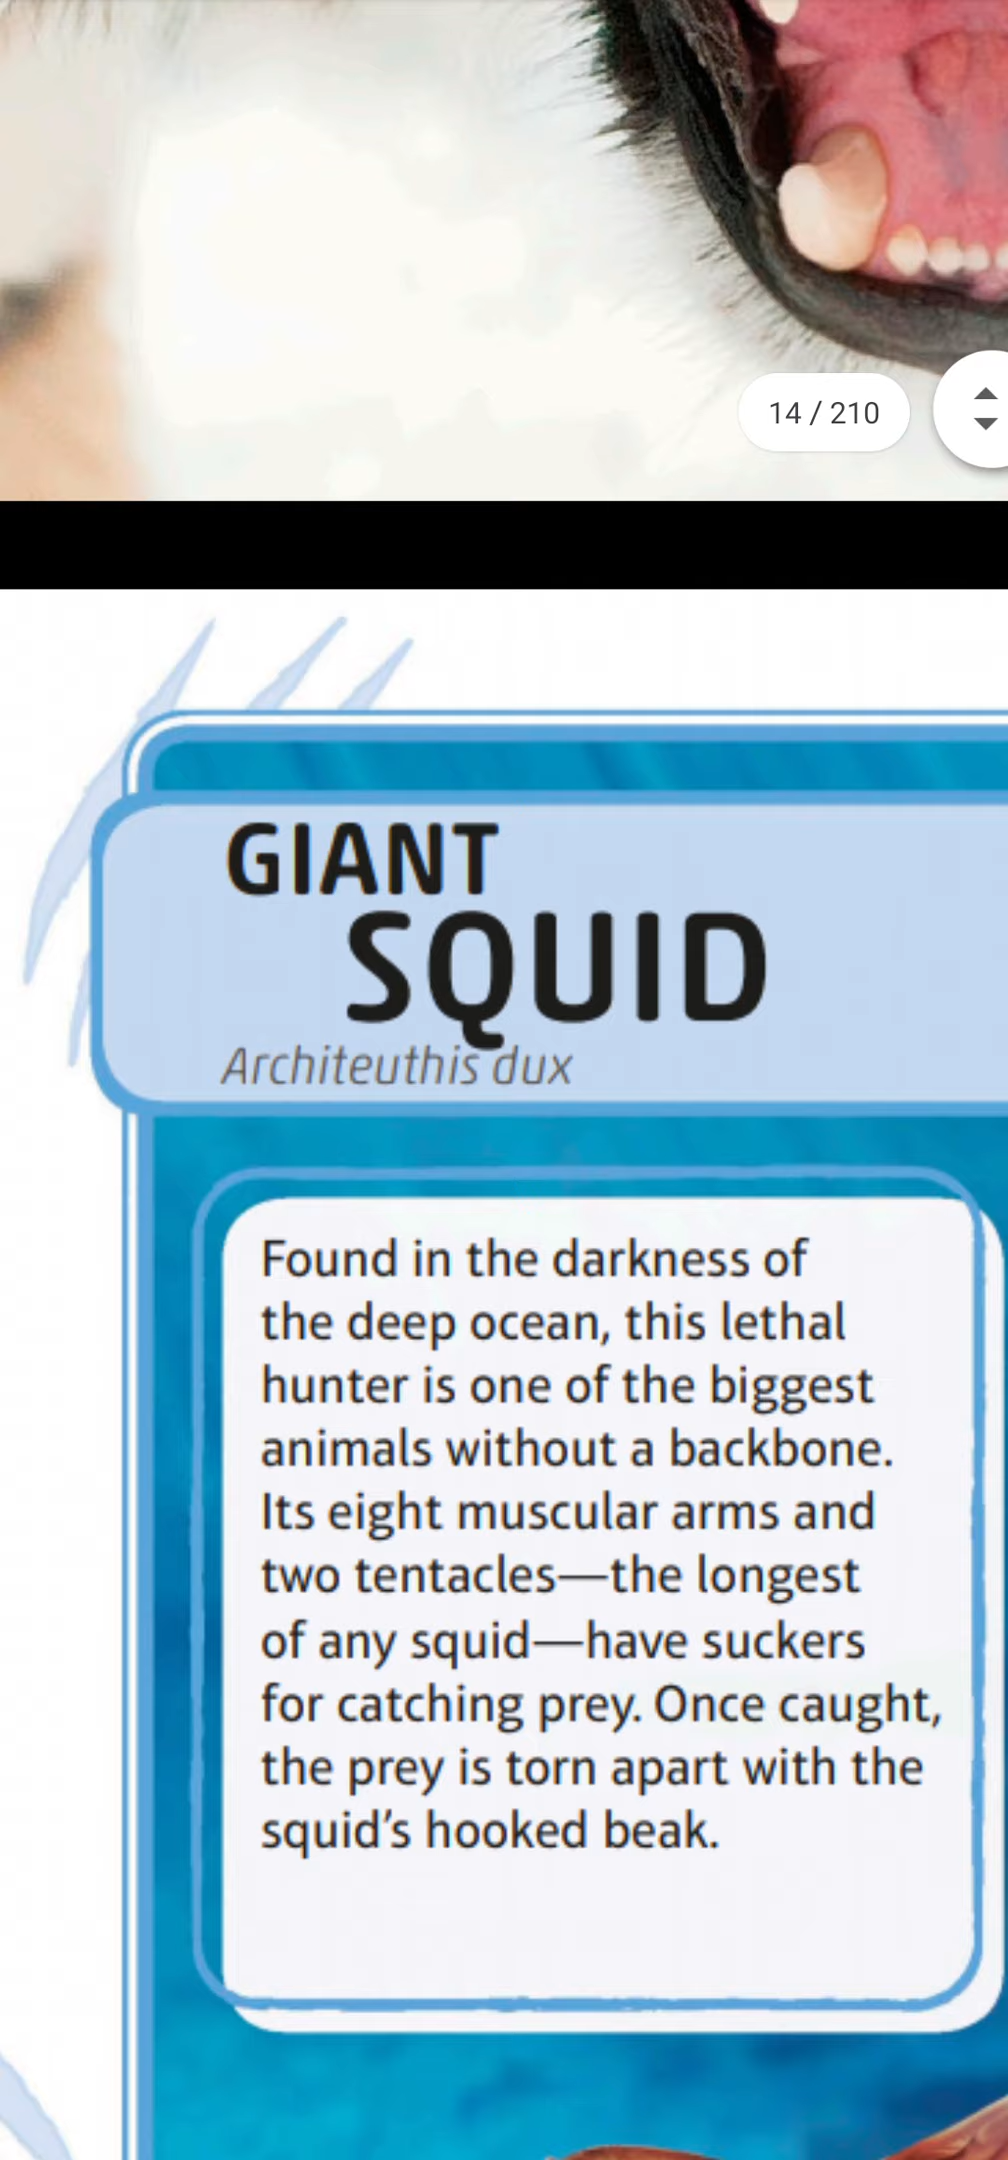 14 / 210
GIANT
SQUID
Architeuthis dux
Found in the darkness of
the deep ocean, this lethal
hunter is one of the biggest
animals without a backbone.
Its eight muscular arms and
two tentacles—the longest
of any squid—have suckers
for catching prey. Once caught,
the prey is torn apart with the
squid’s hooked beak.